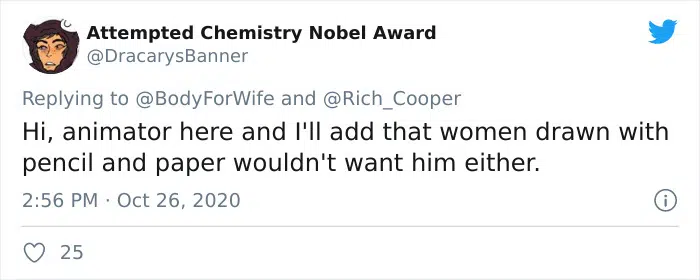 Attempted Chemistry Nobel Award
@DracarysBanner
Replying to @BodyForWife and @Rich_Cooper
Hi, animator here and I'll add that women drawn with
pencil and paper wouldn't want him either.
2:56 PM · Oct 26, 2020
25